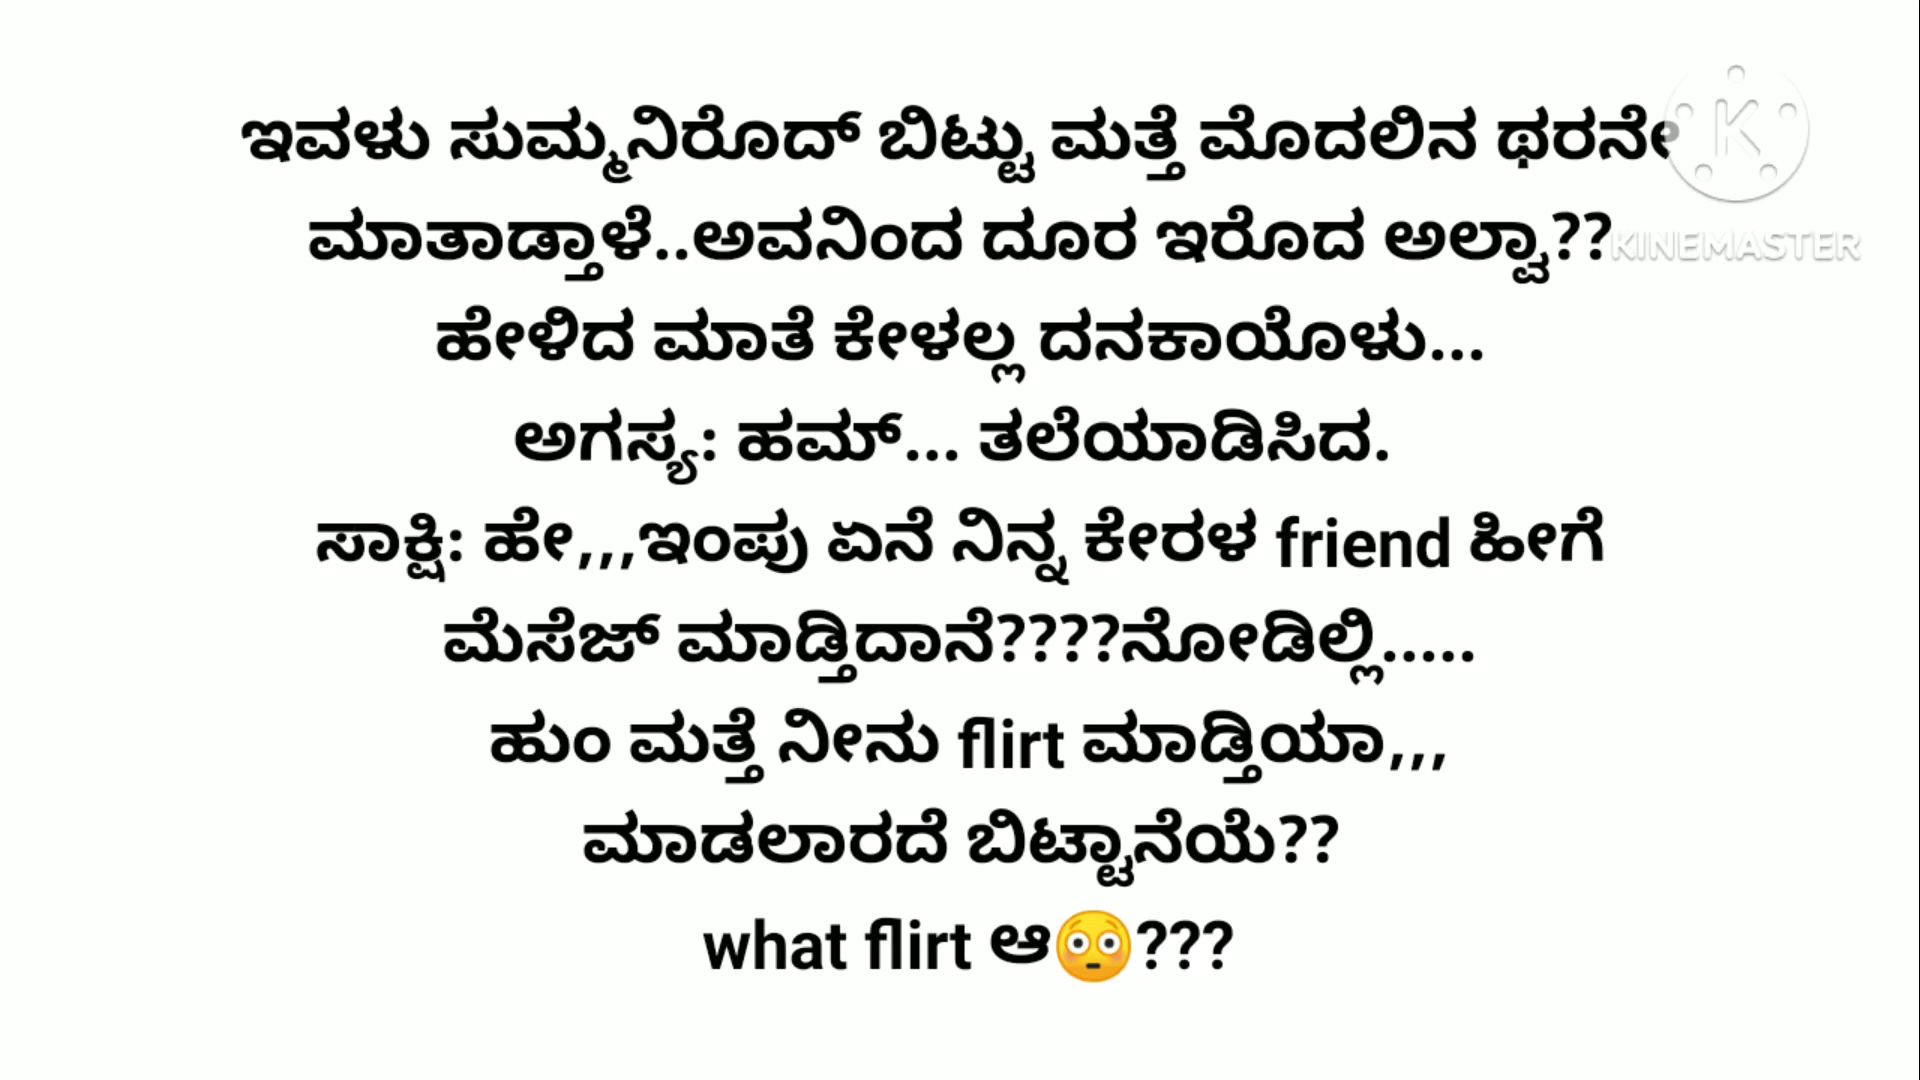 ಇವಳು ಸುಮ್ಮನಿರೊದ್ ಬಿಟ್ಟು ಮತ್ತೆ ಮೊದಲಿನ ಥರನೇ
ಮಾತಾಡ್ತಾಳೆ..ಅವನಿಂದ ದೂರ ಇರೊದ ಅಲ್ವಾ??
KINEMASTER
ಹೇಳಿದ ಮಾತೆ ಕೇಳಲ್ಲ ದನಕಾಯೊಳು...
ಅಗಸ್ಯ: ಹಮ್... ತಲೆಯಾಡಿಸಿದ.
ಸಾಕ್ಷಿ: ಹೇ,,,ಇಂಪು ಏನೆ ನಿನ್ನ ಕೇರಳ friend ಹೀಗೆ
ಮೆಸೆಜ್ ಮಾಡ್ತಿದಾನೆ????ನೋಡಿಲ್ಲಿ.....
ಹುಂ ಮತ್ತೆ ನೀನು flirt ಮಾಡ್ತಿಯಾ,,,
ಮಾಡಲಾರದೆ ಬಿಟ್ಟಾನೆಯೆ??
what flirt ಆ😳???